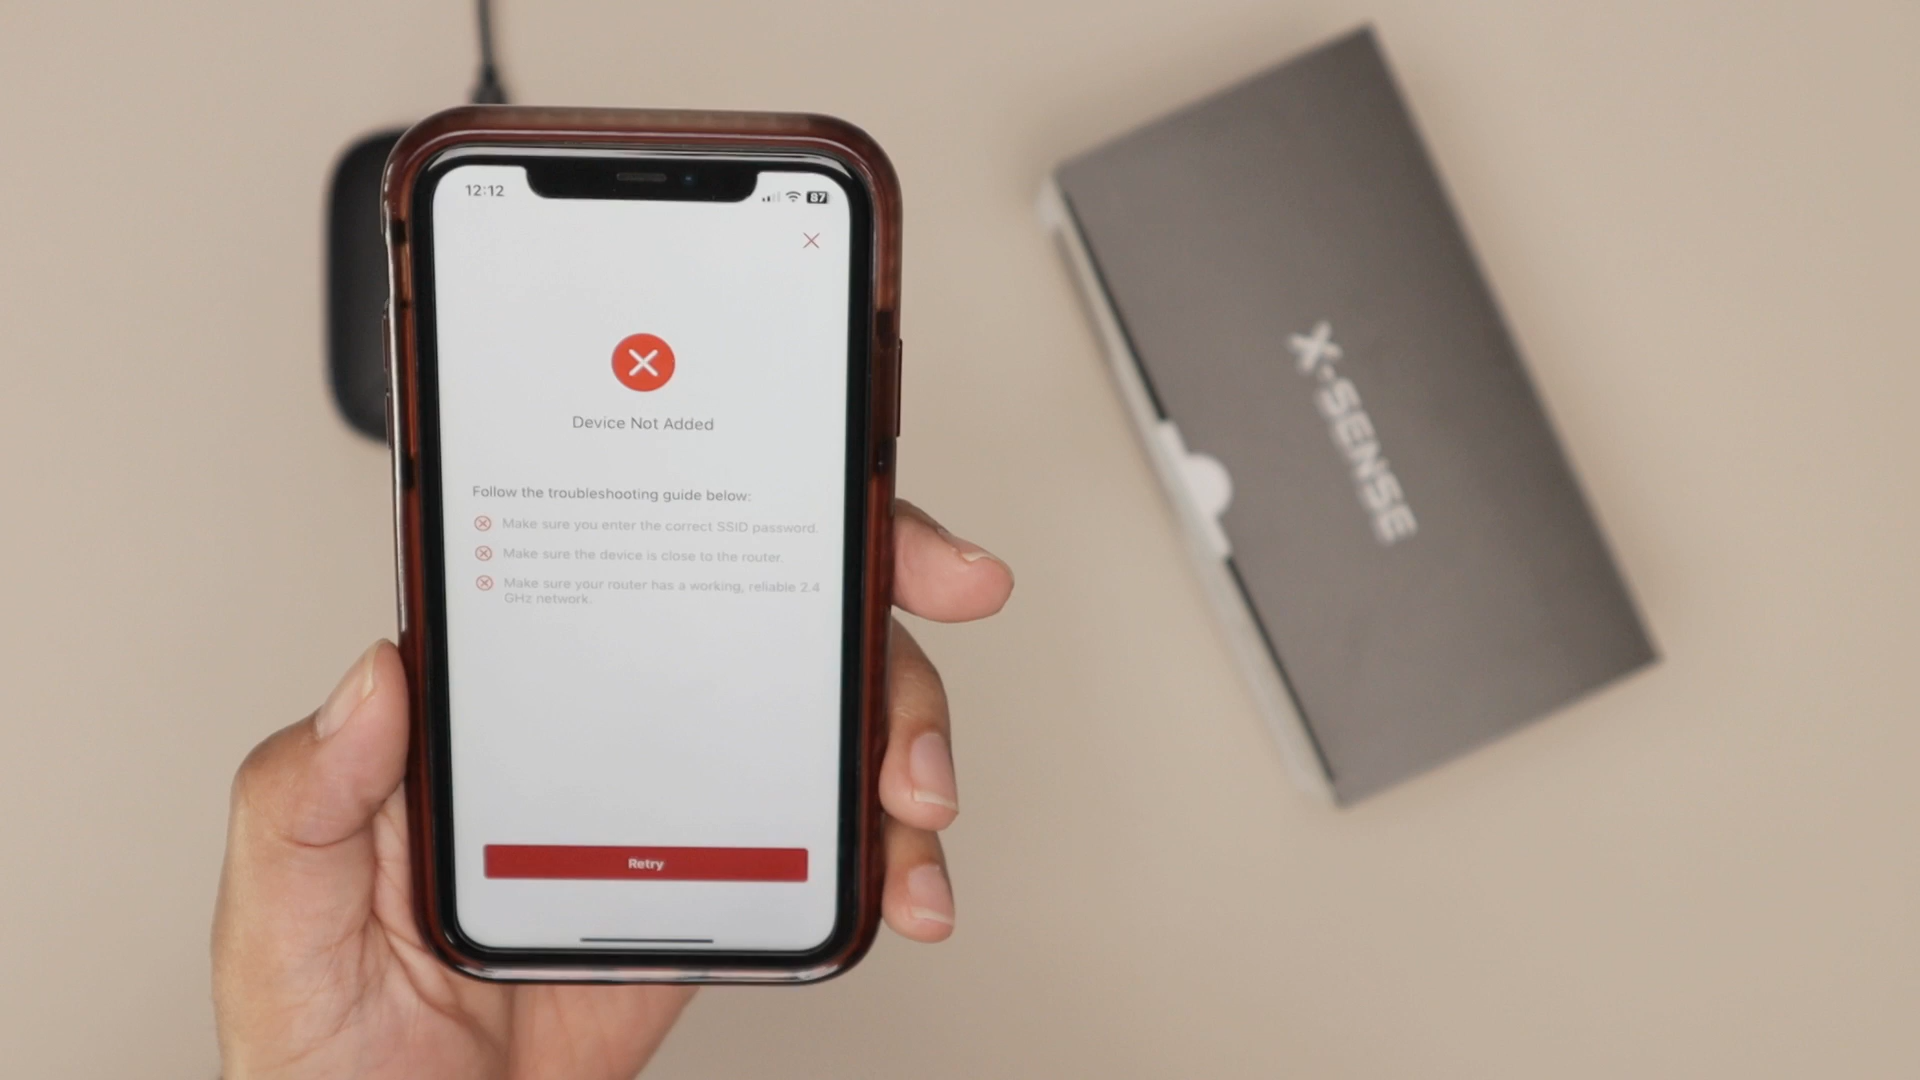 12:12
87
Device Not Added
Follow the troubleshooting guide below:
Make sure you enter the correct SSID password.
Make sure the device is close to the router.
Make sure your router has a working, reliable 2.4
GHz network.
Retry
X-SENSE